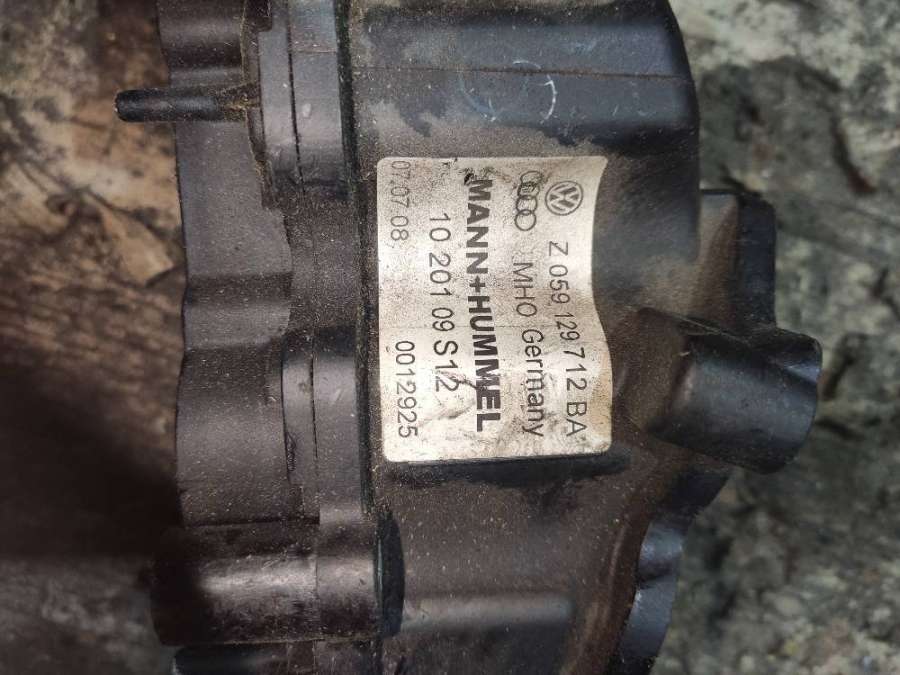 Z 059 129 712 BA
MHO Germany
MANN+HUMMEL
10 201 09 S12
07.07.08 0012925